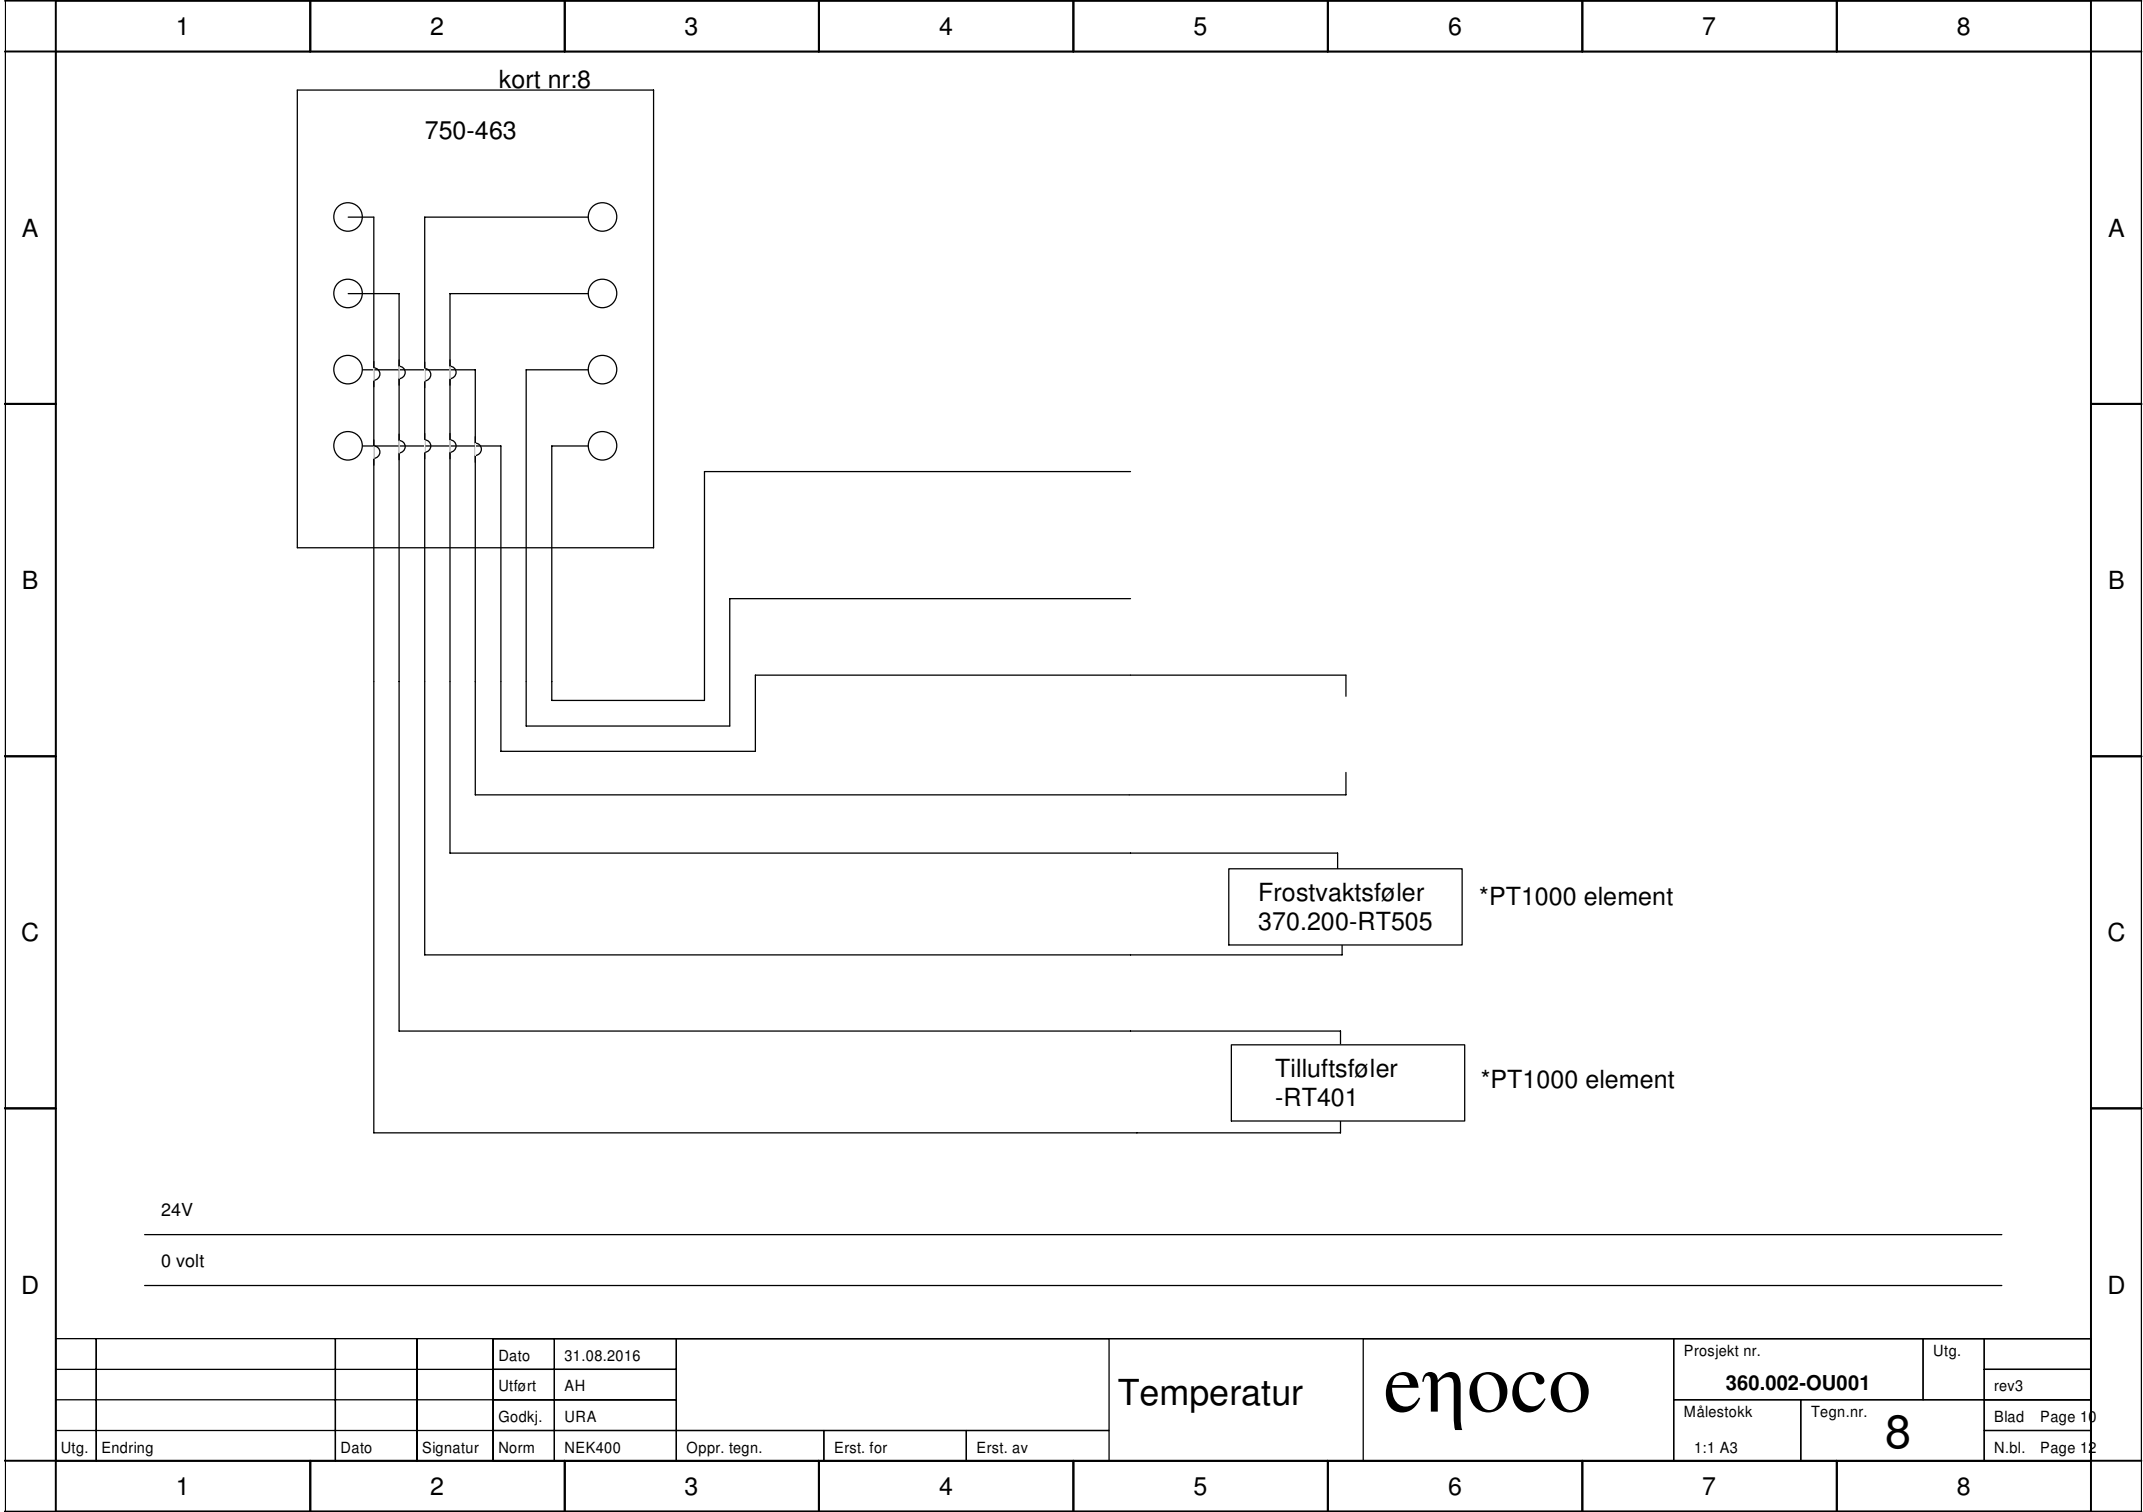 1 2 3 4 5 6 7 8
kort nr:8
750-463
A A
B B
Frostvaktsføler
370.200-RT505
*PT1000 element
C C
Tilluftsføler
-RT401
*PT1000 element
24V
0 volt
D D
Dato 31.08.2016
Utført AH
Godkj. URA
Utg. Endring Dato Signatur Norm NEK400 Oppr. tegn. Erst. for Erst. av
Temperatur
eηoco
Prosjekt nr. Utg.
360.002-OU001 rev3
Målestokk Tegn.nr. Blad Page 10
1:1 A3 8 N.bl. Page 12
1 2 3 4 5 6 7 8